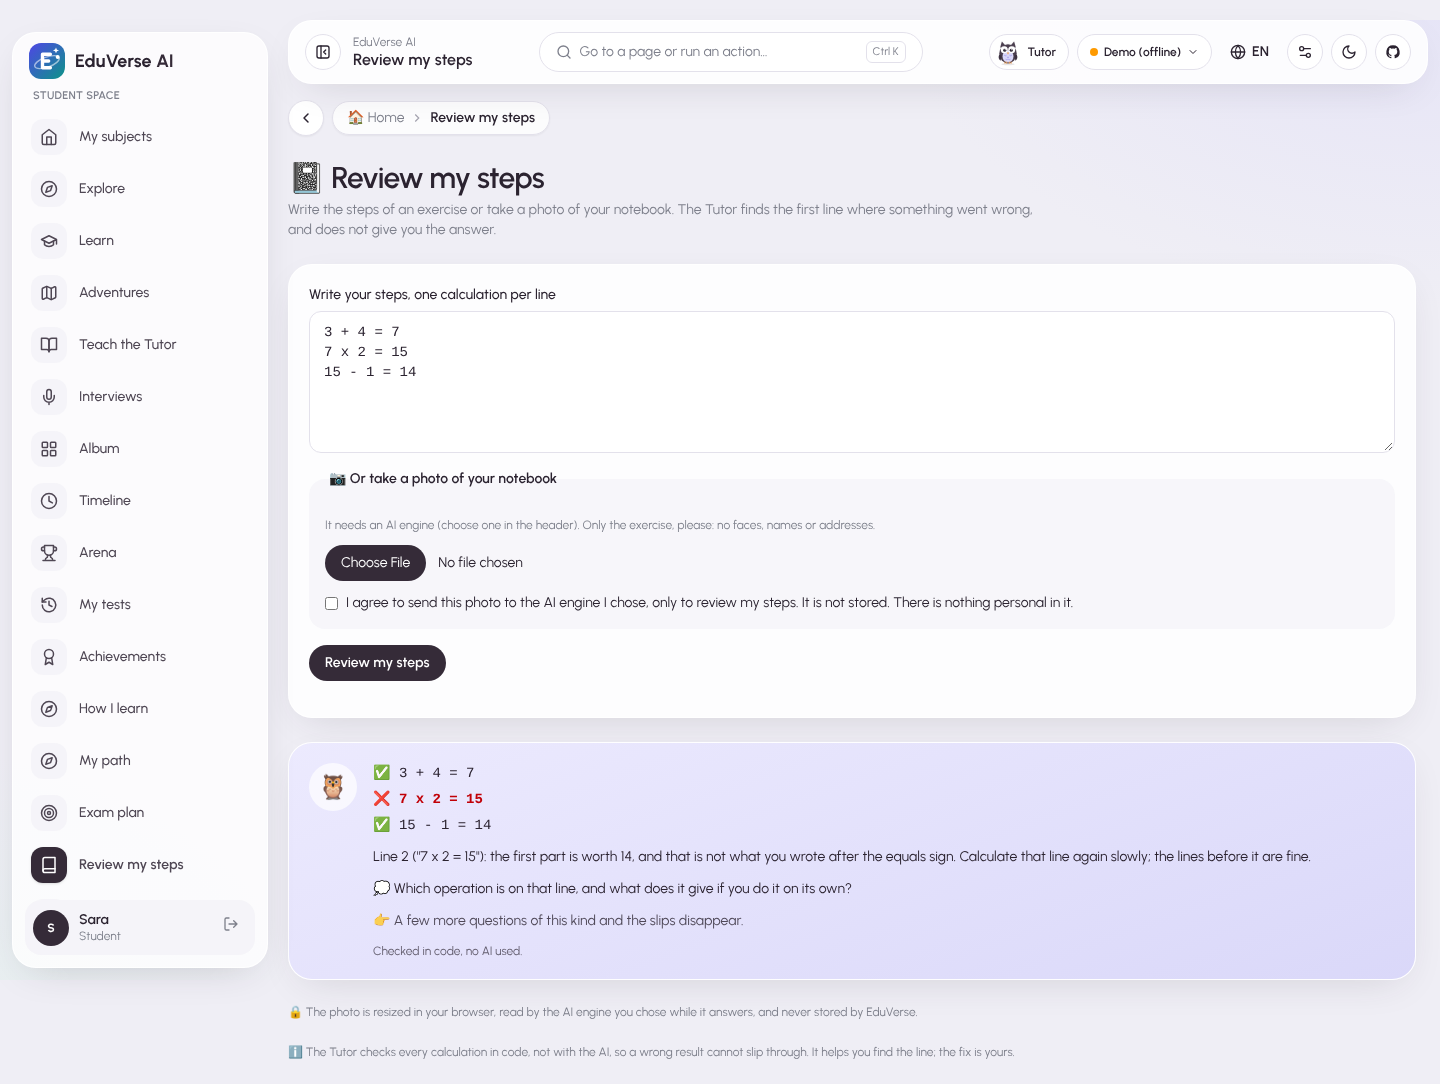 EduVerse AI
STUDENT SPACE
My subjects
Explore
Learn
Adventures
Teach the Tutor
Interviews
Album
Timeline
Arena
My tests
Achievements
How I learn
My path
Exam plan
Review my steps
S
Sara
Student
EduVerse AI
Review my steps
Go to a page or run an action...
Ctrl K
Tutor
Demo (offline)
EN
Home
Review my steps
Review my steps
Write the steps of an exercise or take a photo of your notebook. The Tutor finds the first line where something went wrong,
and does not give you the answer.
Write your steps, one calculation per line
3 + 4 = 7
7 x 2 = 15
15 - 1 = 14
Or take a photo of your notebook
It needs an AI engine (choose one in the header). Only the exercise, please: no faces, names or addresses.
Choose File No file chosen
I agree to send this photo to the AI engine I chose, only to review my steps. It is not stored. There is nothing personal in it.
Review my steps
3 + 4 = 7
7 x 2 = 15
15 - 1 = 14
Line 2 ("7 x 2 = 15"): the first part is worth 14, and that is not what you wrote after the equals sign. Calculate that line again slowly; the lines before it are fine.
Which operation is on that line, and what does it give if you do it on its own?
A few more questions of this kind and the slips disappear.
Checked in code, no AI used.
The photo is resized in your browser, read by the AI engine you chose while it answers, and never stored by EduVerse.
The Tutor checks every calculation in code, not with the AI, so a wrong result cannot slip through. It helps you find the line; the fix is yours.